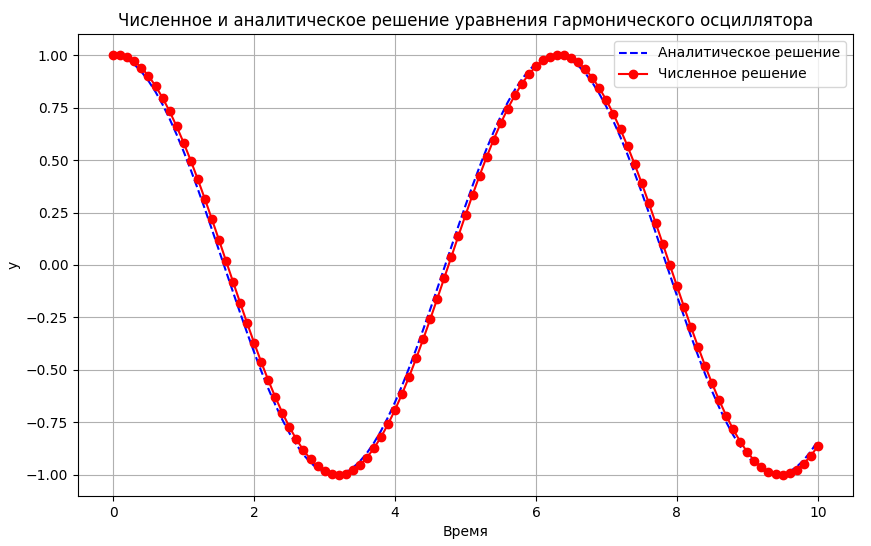 Численное и аналитическое решение уравнения гармонического осциллятора
Аналитическое решение
Численное решение
1.00
0.75
0.50
0.25
0.00
−0.25
−0.50
−0.75
−1.00
y
0 2 4 6 8 10
Время